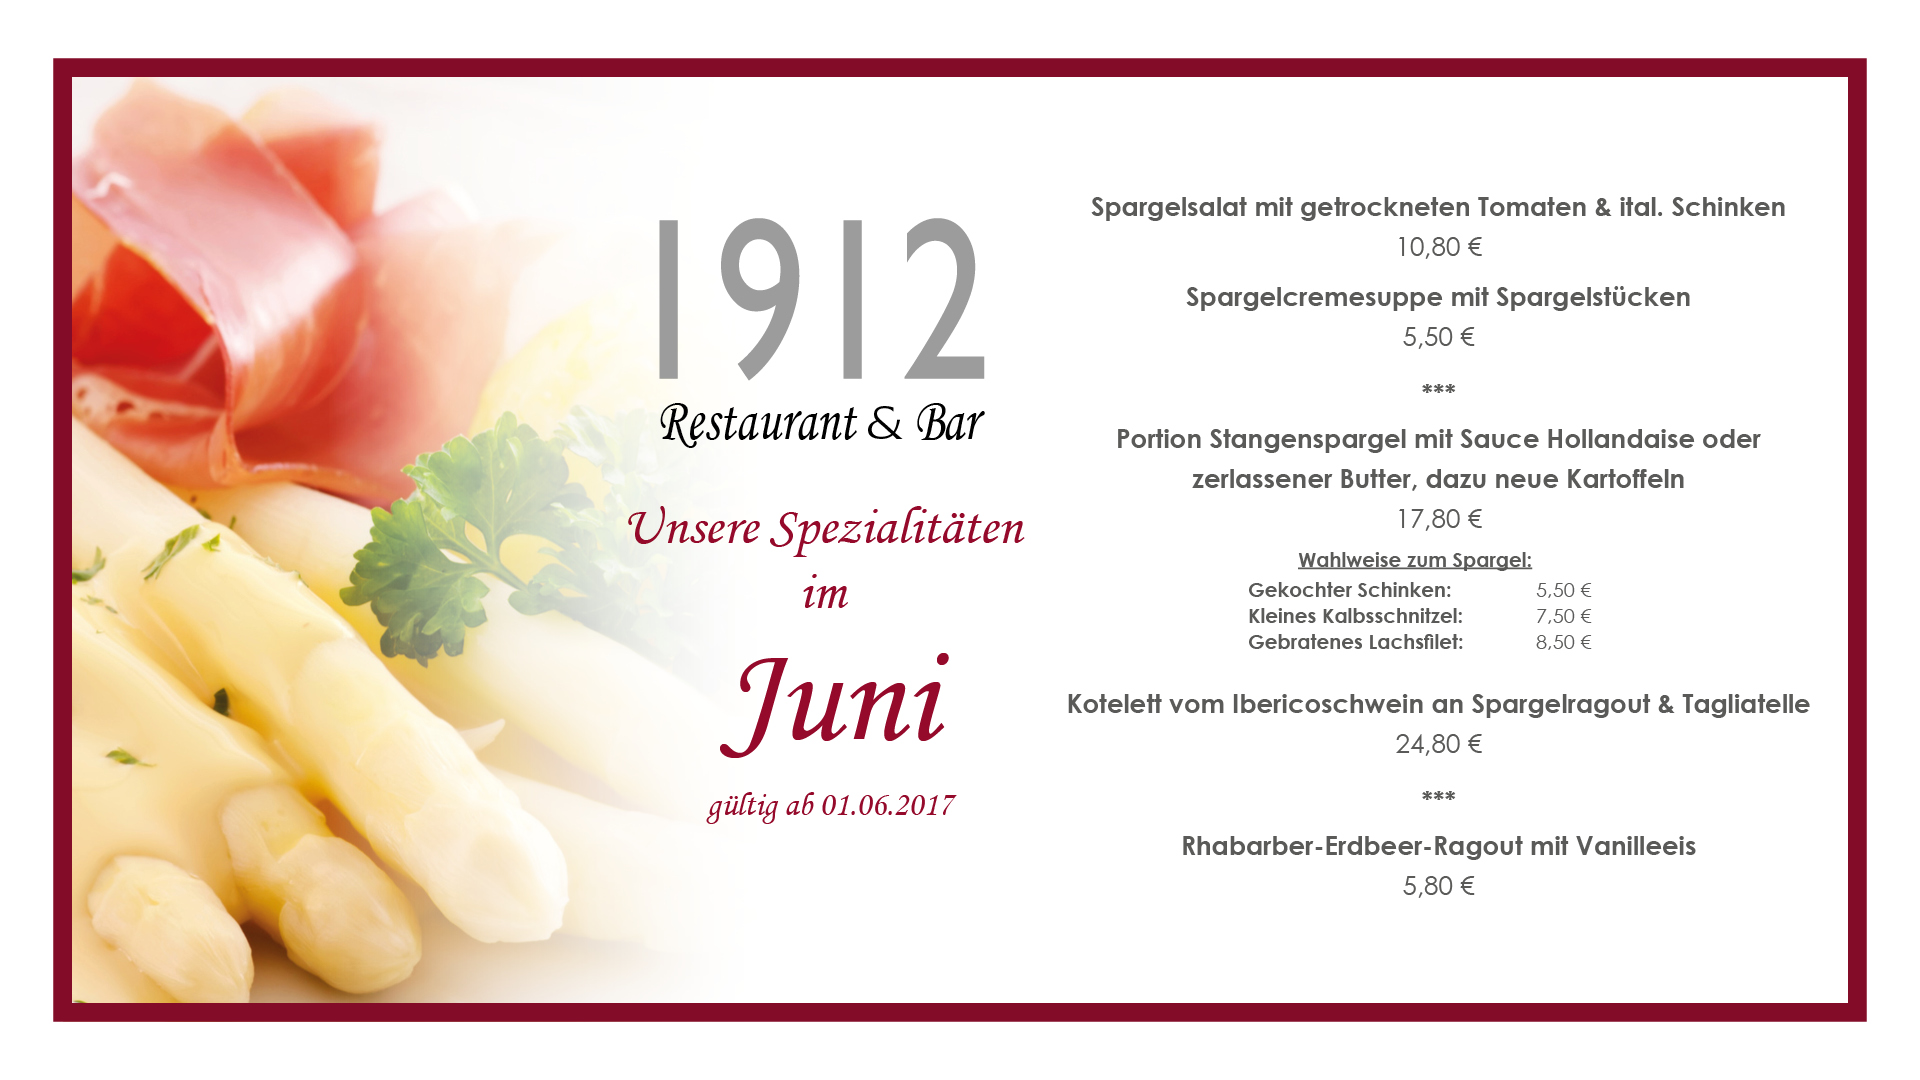 1912
Restaurant & Bar
Unsere Spezialitäten
im
Juni
gültig ab 01.06.2017
Spargelsalat mit getrockneten Tomaten & ital. Schinken
10,80 €
Spargelcremesuppe mit Spargelstücken
5,50 €
***
Portion Stangenspargel mit Sauce Hollandaise oder
zerlassener Butter, dazu neue Kartoffeln
17,80 €
Wahlweise zum Spargel:
Gekochter Schinken: 5,50 €
Kleines Kalbsschnitzel: 7,50 €
Gebratenes Lachsfilet: 8,50 €
Kotelett vom Ibericoschwein an Spargelragout & Tagliatelle
24,80 €
***
Rhabarber-Erdbeer-Ragout mit Vanilleeis
5,80 €